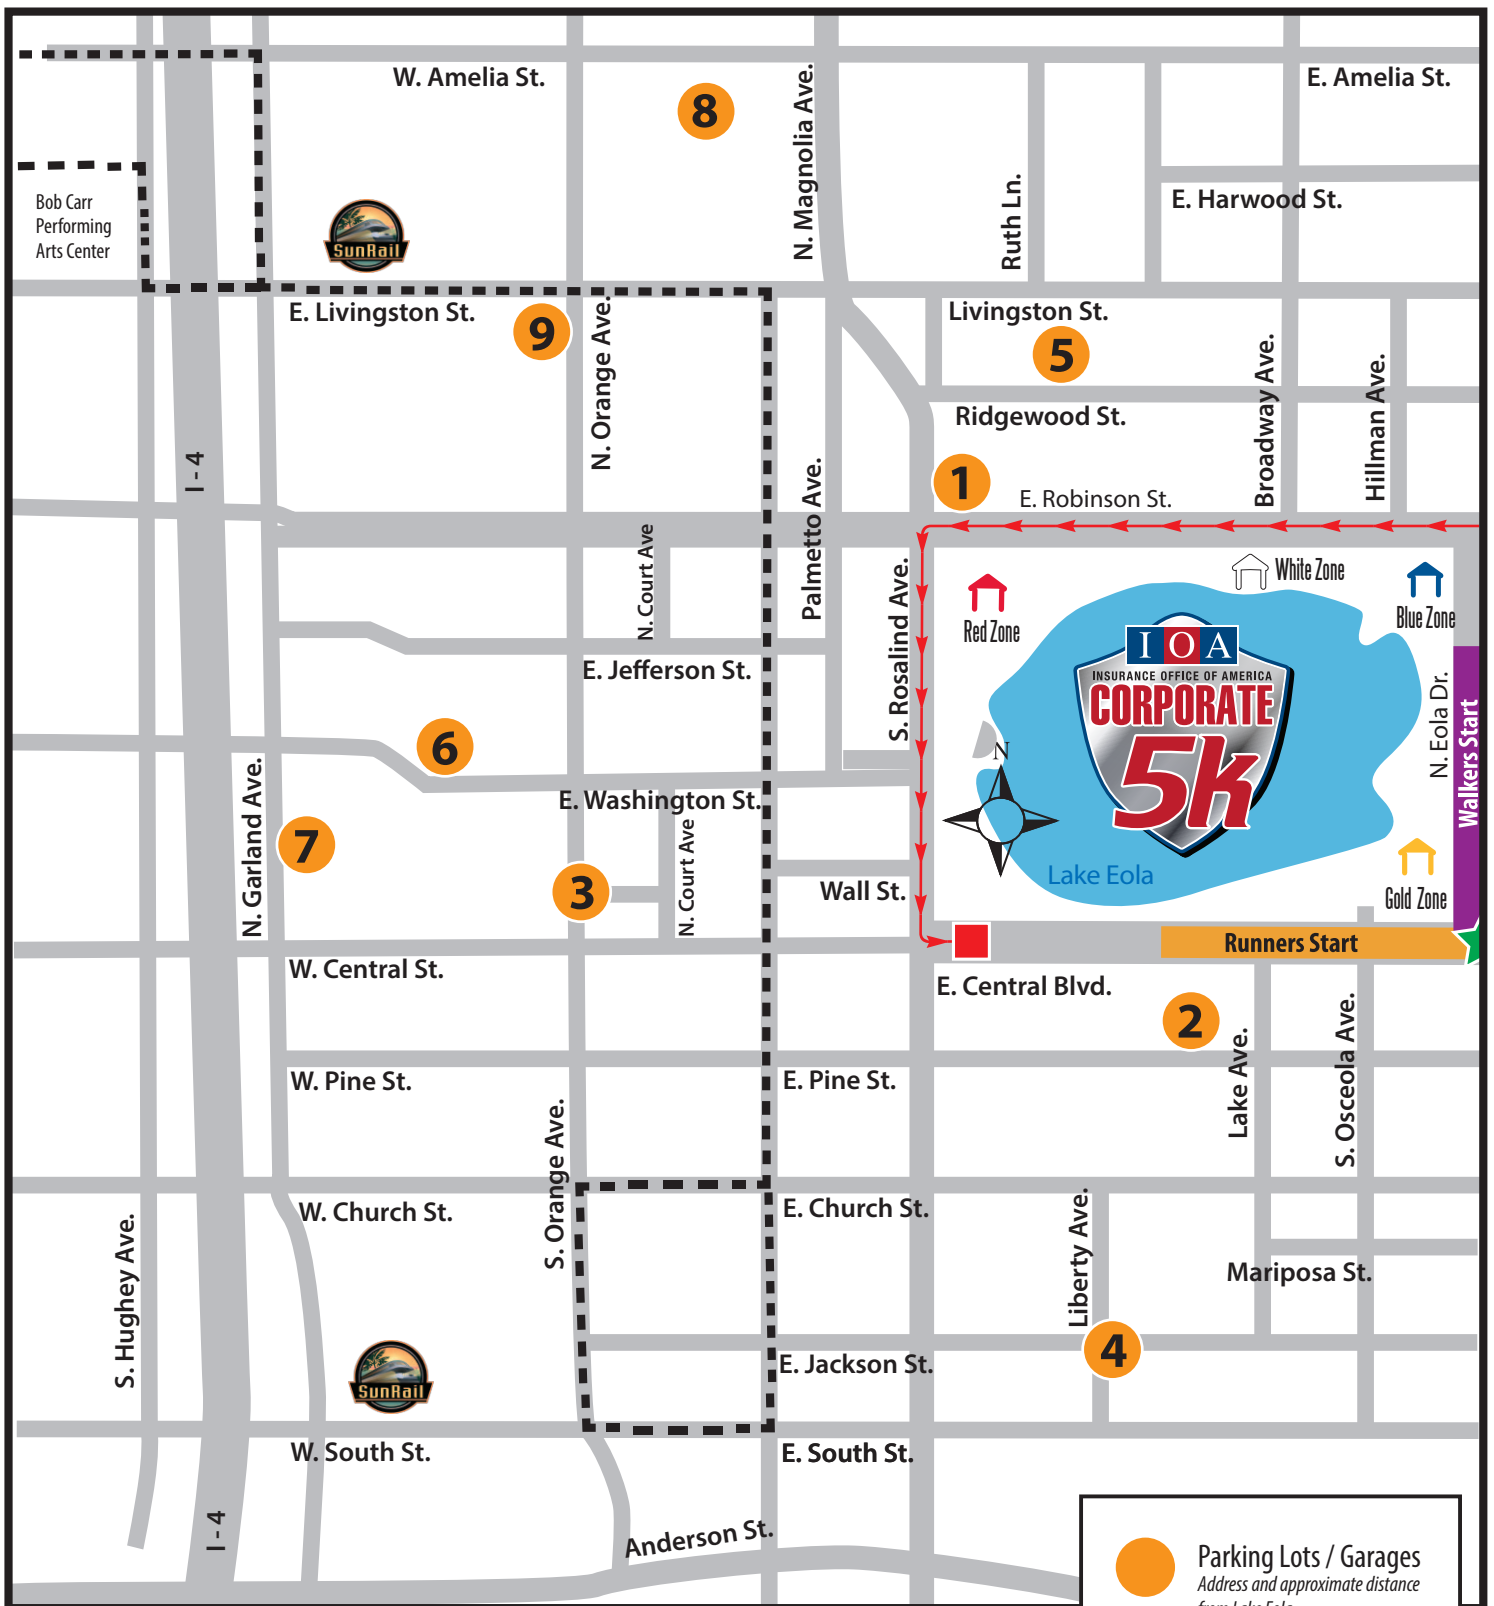 W. Amelia St.
E. Amelia St.
8
N. Magnolia Ave.
Ruth Ln.
E. Harwood St.
Bob Carr
Performing
Arts Center
SunRail
E. Livingston St.
Livingston St.
9
N. Orange Ave.
5
Broadway Ave.
Hillman Ave.
Ridgewood St.
I - 4
1
E. Robinson St.
Palmetto Ave.
N. Court Ave
S. Rosalind Ave.
White Zone
Red Zone
Blue Zone
I O A
INSURANCE OFFICE OF AMERICA
CORPORATE
5k
E. Jefferson St.
N. Eola Dr.
Walkers Start
6
N
E. Washington St.
N. Garland Ave.
7
3
N. Court Ave
Wall St.
Lake Eola
Gold Zone
Runners Start
W. Central St.
E. Central Blvd.
2
Lake Ave.
S. Osceola Ave.
W. Pine St.
E. Pine St.
S. Orange Ave.
W. Church St.
E. Church St.
Liberty Ave.
Mariposa St.
S. Hughey Ave.
4
E. Jackson St.
SunRail
W. South St.
E. South St.
I - 4
Anderson St.
Parking Lots / Garages
Address and approximate distance
from Lake Eola